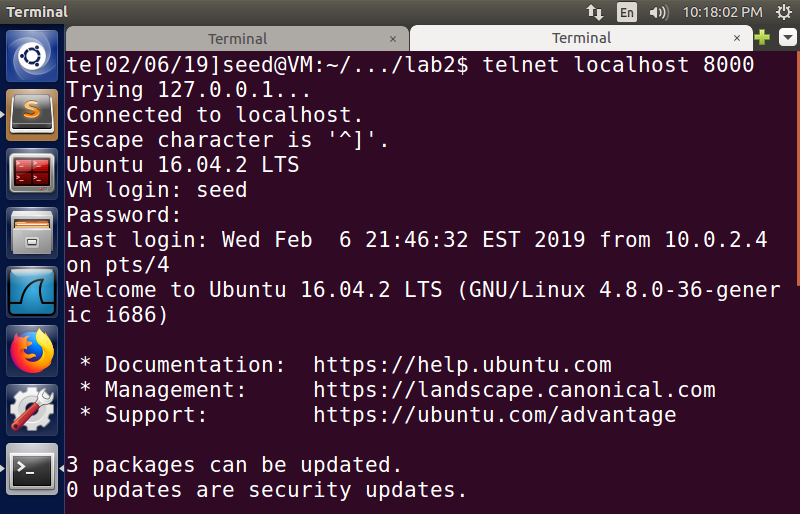 Terminal
En
10:18:02 PM
Terminal ×
Terminal ×
te[02/06/19]seed@VM:~/.../lab2$ telnet localhost 8000
Trying 127.0.0.1...
Connected to localhost.
Escape character is '^]'.
Ubuntu 16.04.2 LTS
VM login: seed
Password:
Last login: Wed Feb  6 21:46:32 EST 2019 from 10.0.2.4
on pts/4
Welcome to Ubuntu 16.04.2 LTS (GNU/Linux 4.8.0-36-gener
ic i686)
 * Documentation:  https://help.ubuntu.com
 * Management:     https://landscape.canonical.com
 * Support:        https://ubuntu.com/advantage
3 packages can be updated.
0 updates are security updates.